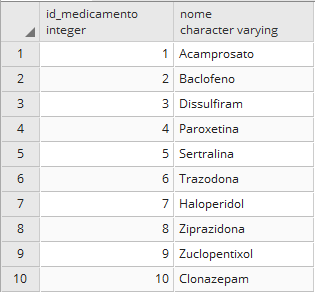 id_medicamento nome
integer character varying
1 1 Acamprosato
2 2 Baclofeno
3 3 Dissulfiram
4 4 Paroxetina
5 5 Sertralina
6 6 Trazodona
7 7 Haloperidol
8 8 Ziprazidona
9 9 Zuclopentixol
10 10 Clonazepam